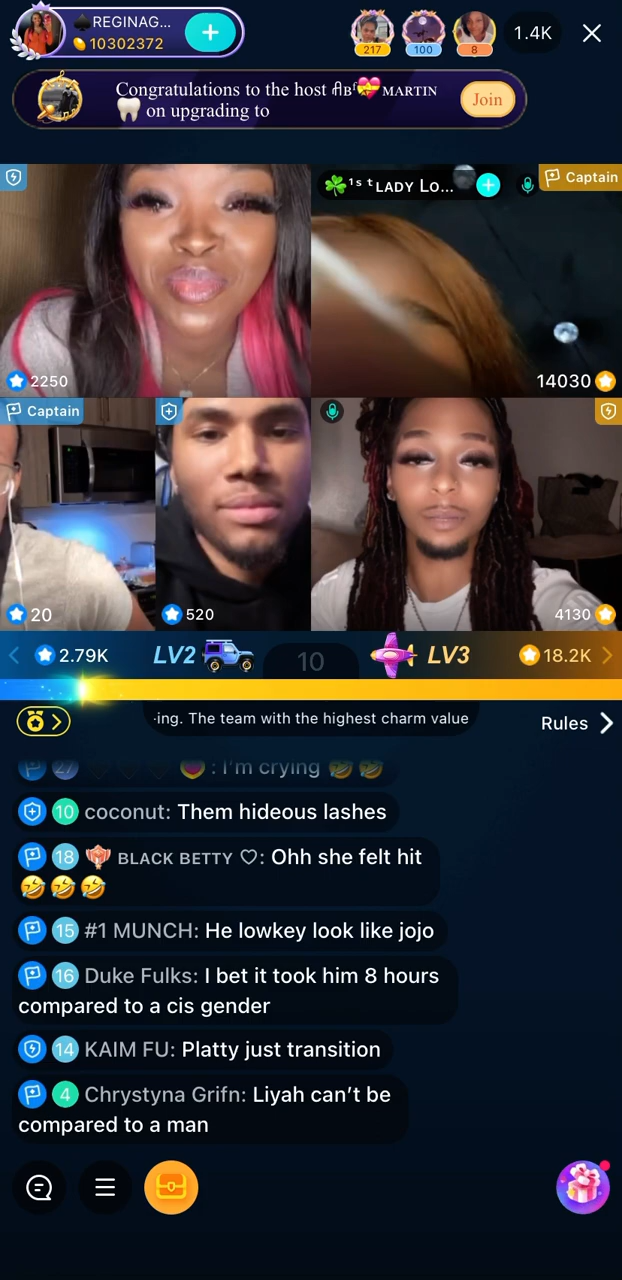 ♠️REGINAG...
10302372
217
100
8
1.4K
Congratulations to the host
MARTIN
🦷 on upgrading to
Join
☘️¹ˢᵗLADY LO...
Captain
2250
14030
Captain
20
520
4130
2.79K
LV2
10
LV3
18.2K
·ing. The team with the highest charm value
Rules
27 : I'm crying 🤣🤣
10 coconut: Them hideous lashes
18 BLACK BETTY ♡: Ohh she felt hit
🤣🤣🤣
15 #1 MUNCH: He lowkey look like jojo
16 Duke Fulks: I bet it took him 8 hours
compared to a cis gender
14 KAIM FU: Platty just transition
4 Chrystyna Grifn: Liyah can't be
compared to a man